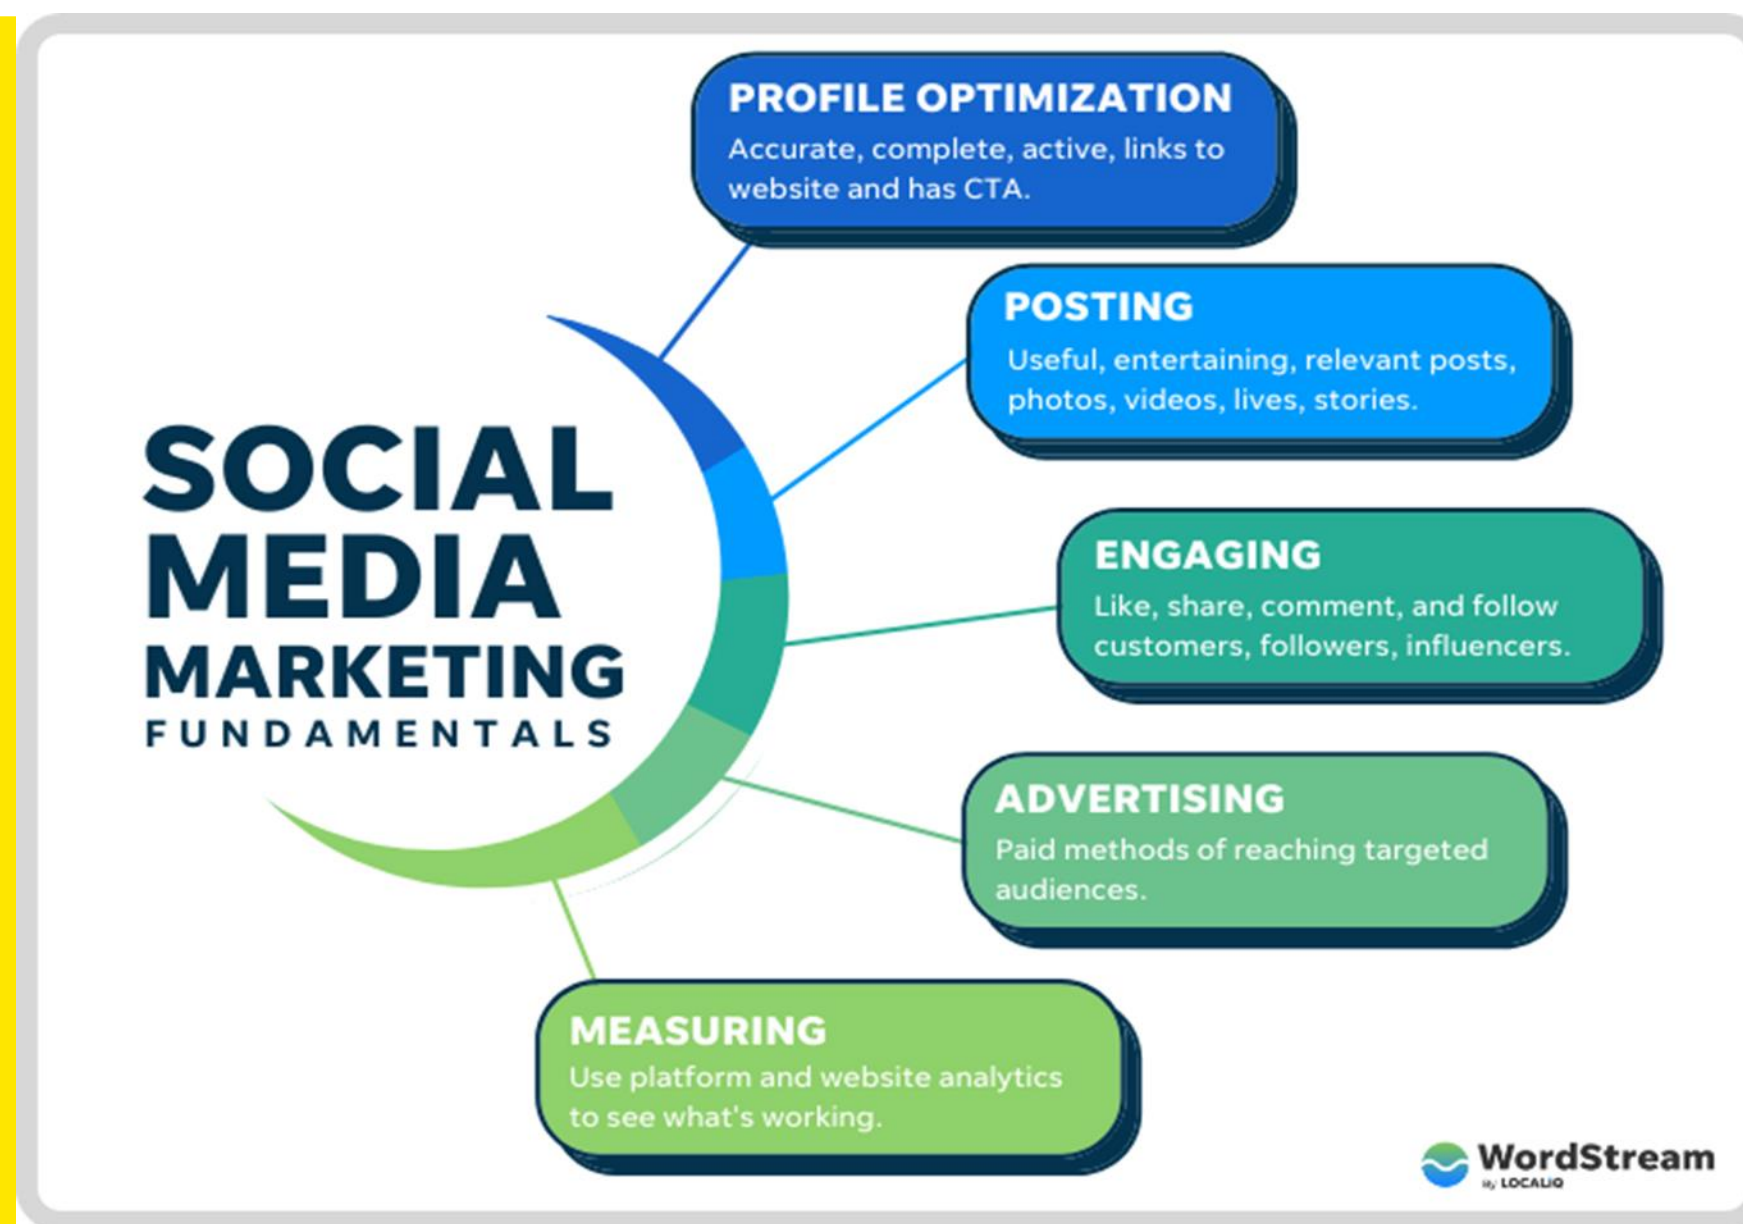 SOCIAL
MEDIA
MARKETING
FUNDAMENTALS
PROFILE OPTIMIZATION
Accurate, complete, active, links to
website and has CTA.
POSTING
Useful, entertaining, relevant posts,
photos, videos, lives, stories.
ENGAGING
Like, share, comment, and follow
customers, followers, influencers.
ADVERTISING
Paid methods of reaching targeted
audiences.
MEASURING
Use platform and website analytics
to see what's working.
WordStream
By LOCALIQ